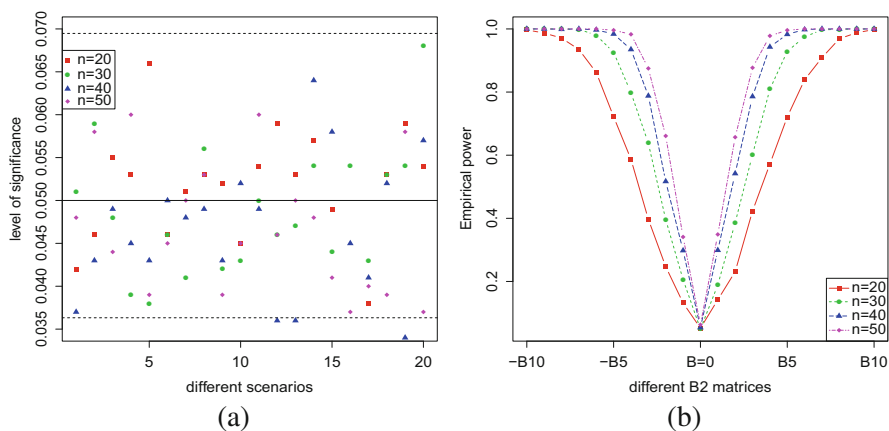 0.070
0.065
0.060
0.055
0.050
0.045
0.040
0.035
level of significance
n=20
n=30
n=40
n=50
5
10
15
20
different scenarios
(a)
1.0
0.8
0.6
0.4
0.2
Empirical power
n=20
n=30
n=40
n=50
−B10
−B5
B=0
B5
B10
different B2 matrices
(b)